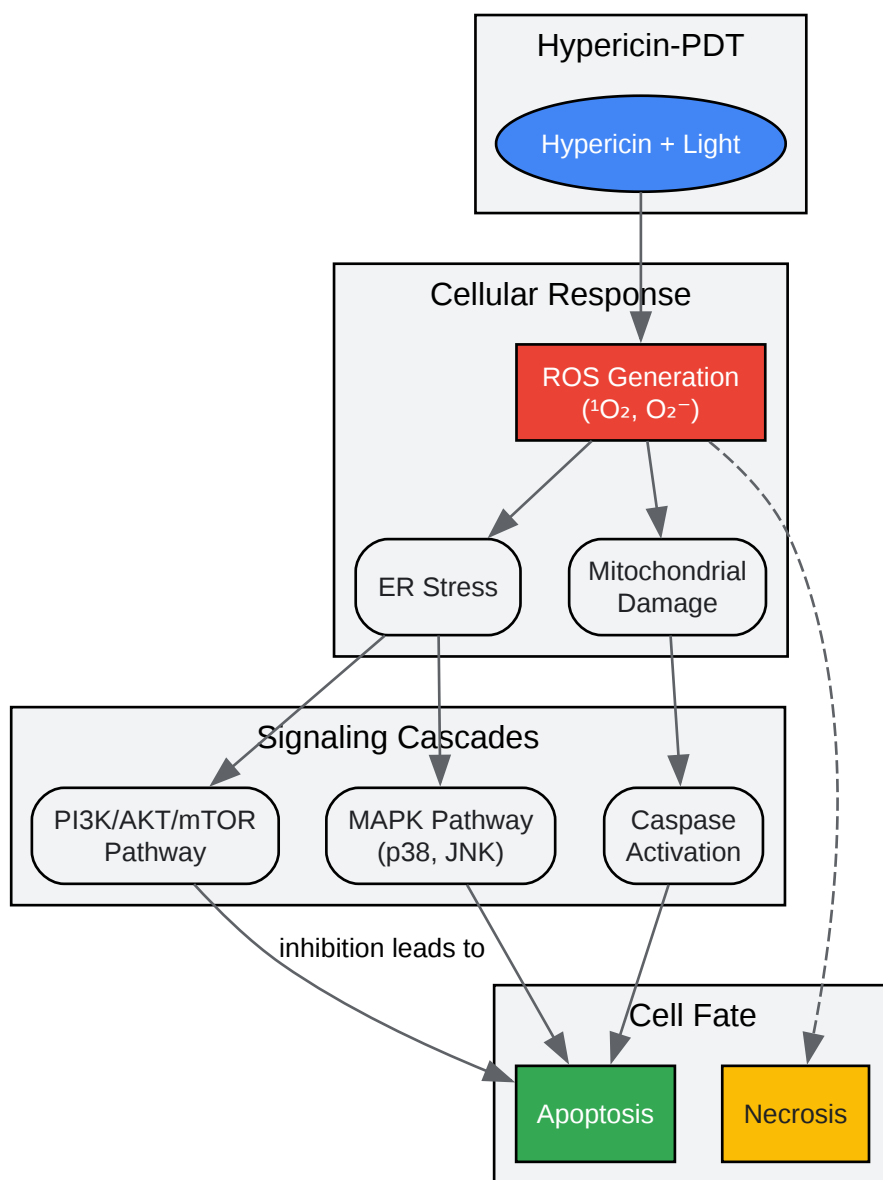 Hypericin-PDT
Hypericin + Light
Cellular Response
ROS Generation
(¹O₂, O₂⁻)
ER Stress
Mitochondrial
Damage
Signaling Cascades
PI3K/AKT/mTOR
Pathway
MAPK Pathway
(p38, JNK)
Caspase
Activation
inhibition leads to
Cell Fate
Apoptosis
Necrosis